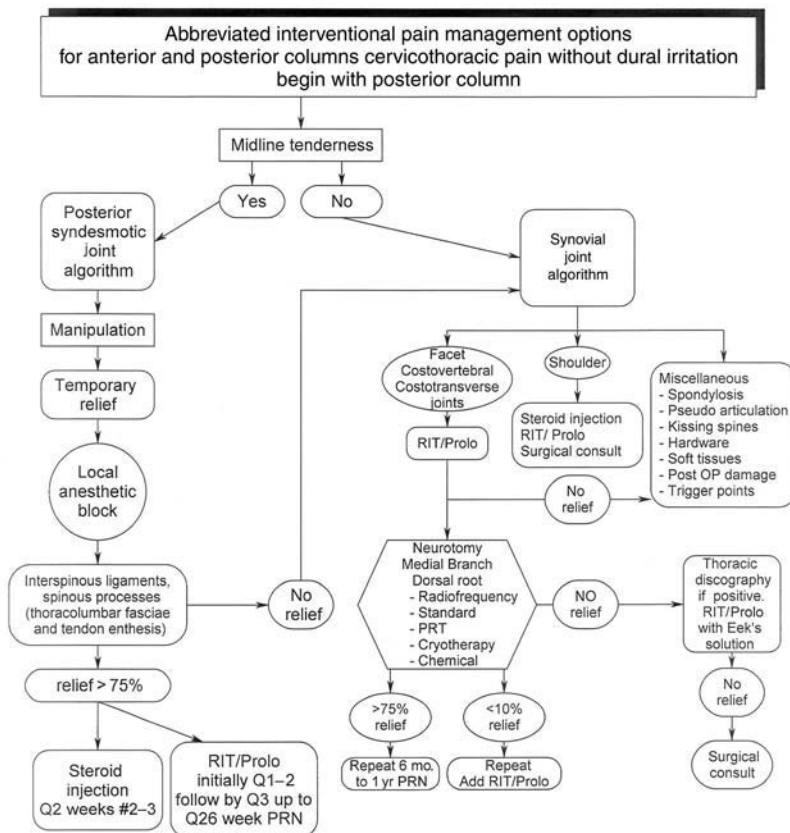 Abbreviated interventional pain management options
for anterior and posterior columns cervicothoracic pain without dural irritation
begin with posterior column
Midline tenderness
Yes
No
Posterior
syndesmotic
joint
algorithm
Synovial
joint
algorithm
Manipulation
Temporary
relief
Local
anesthetic
block
Interspinous ligaments,
spinous processes
(thoracolumbar fasciae
and tendon enthesis)
No
relief
relief > 75%
Steroid
injection
Q2 weeks #2–3
RIT/Prolo
initially Q1–2
follow by Q3 up to
Q26 week PRN
Facet
Costovertebral
Costotransverse
joints
Shoulder
Miscellaneous
- Spondylosis
- Pseudo articulation
- Kissing spines
- Hardware
- Soft tissues
- Post OP damage
- Trigger points
RIT/Prolo
Steroid injection
RIT/ Prolo
Surgical consult
No
relief
Neurotomy
Medial Branch
Dorsal root
- Radiofrequency
- Standard
- PRT
- Cryotherapy
- Chemical
NO
relief
Thoracic
discography
if positive.
RIT/Prolo
with Eek's
solution
>75%
relief
<10%
relief
No
relief
Repeat 6 mo.
to 1 yr PRN
Repeat
Add RIT/Prolo
Surgical
consult